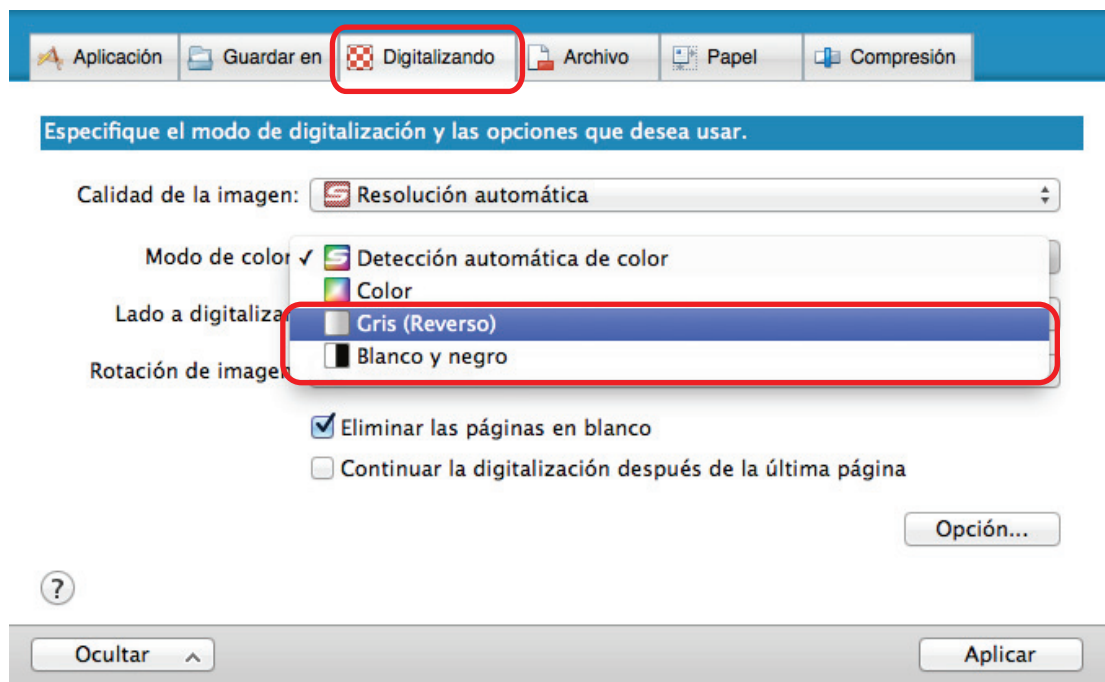 Aplicación Guardar en Digitalizando Archivo Papel Compresión
Especifique el modo de digitalización y las opciones que desea usar.
Calidad de la imagen: Resolución automática
Modo de color ✓ Detección automática de color
Color
Lado a digitalizar
Gris (Reverso)
Blanco y negro
Rotación de imagen
Eliminar las páginas en blanco
Continuar la digitalización después de la última página
Opción...
?
Ocultar
Aplicar